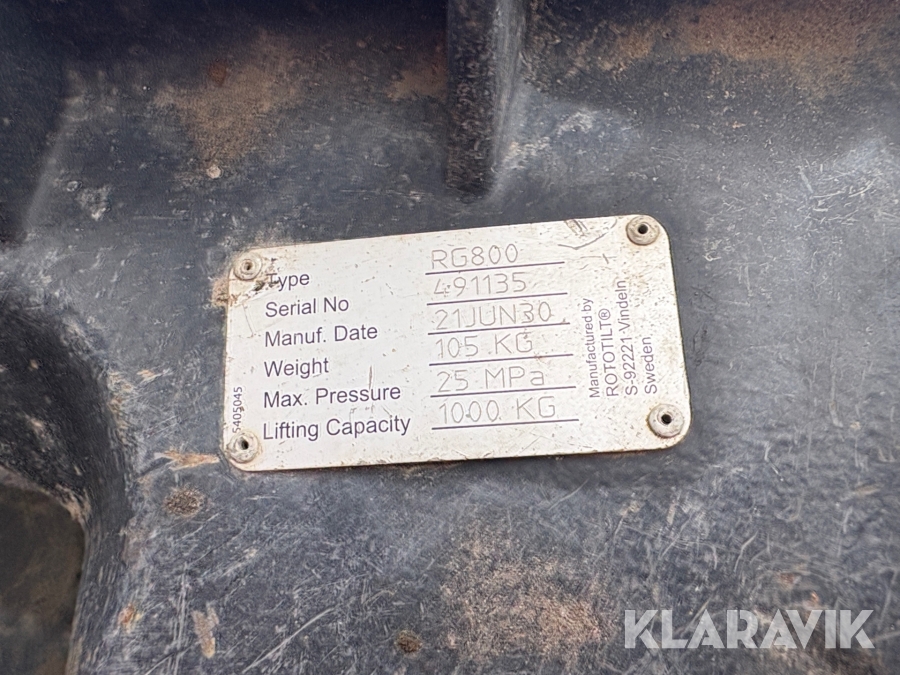 Type RG800
Serial No 491135
Manuf. Date 21JUN30
Weight 105 KG
Max. Pressure 25 MPa
Lifting Capacity 1000 KG
Manufactured by
ROTOTILT®
S-92221 Vindeln
Sweden
5405045
KLARAVIK